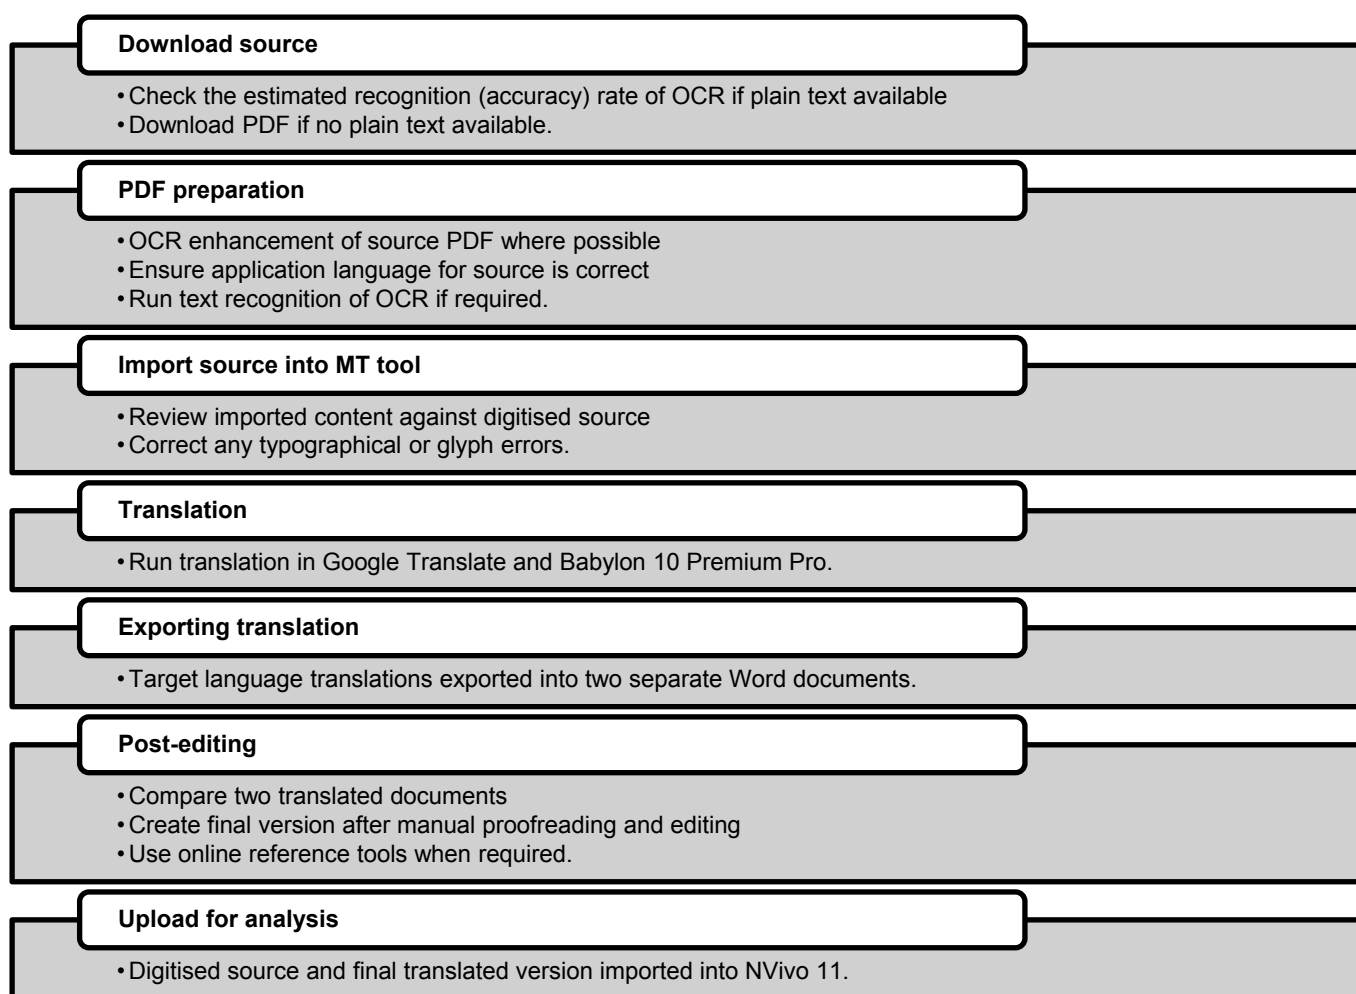 Download source
• Check the estimated recognition (accuracy) rate of OCR if plain text available
• Download PDF if no plain text available.
PDF preparation
• OCR enhancement of source PDF where possible
• Ensure application language for source is correct
• Run text recognition of OCR if required.
Import source into MT tool
• Review imported content against digitised source
• Correct any typographical or glyph errors.
Translation
• Run translation in Google Translate and Babylon 10 Premium Pro.
Exporting translation
• Target language translations exported into two separate Word documents.
Post-editing
• Compare two translated documents
• Create final version after manual proofreading and editing
• Use online reference tools when required.
Upload for analysis
• Digitised source and final translated version imported into NVivo 11.